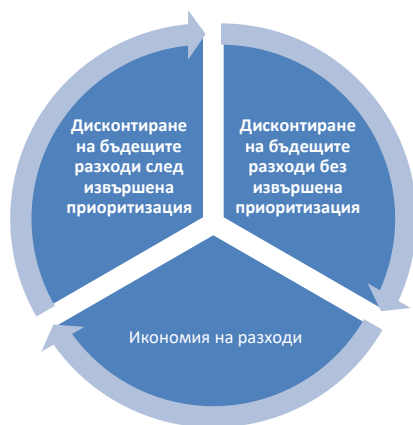 Дисконтиране
на бъдещите
разходи след
извършена
приоритизация
Дисконтиране
на бъдещите
разходи без
извършена
приоритизация
Икономия на разходи